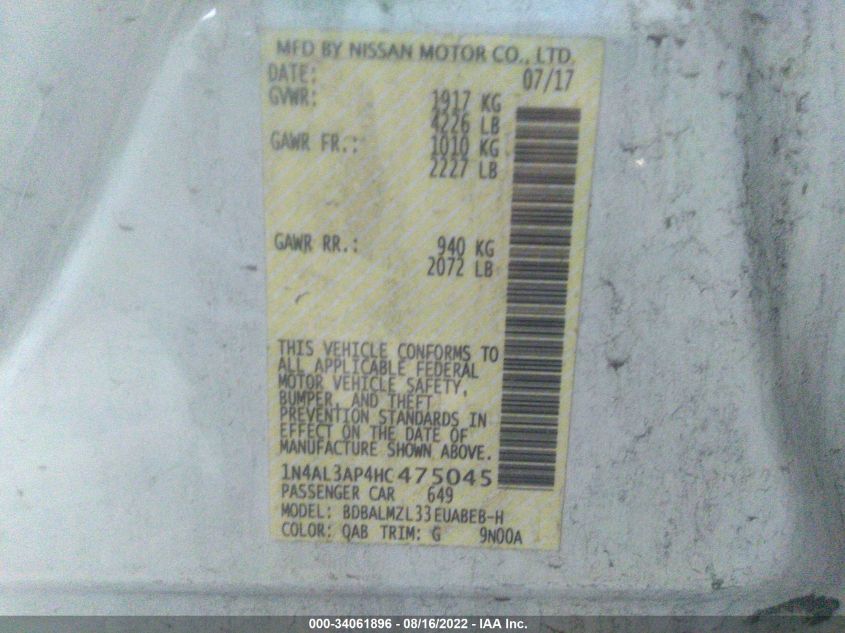 MFD BY NISSAN MOTOR CO., LTD.
DATE: 07/17
GVWR: 1917 KG
4226 LB
GAWR FR.: 1010 KG
2227 LB
GAWR RR.: 940 KG
2072 LB
THIS VEHICLE CONFORMS TO
ALL APPLICABLE FEDERAL
MOTOR VEHICLE SAFETY,
BUMPER, AND THEFT
PREVENTION STANDARDS IN
EFFECT ON THE DATE OF
MANUFACTURE SHOWN ABOVE.
1N4AL3AP4HC475045
PASSENGER CAR 649
MODEL: BDBALMZL33EUABEB-H
COLOR: QAB TRIM: G 9N00A
000-34061896 - 08/16/2022 - IAA Inc.